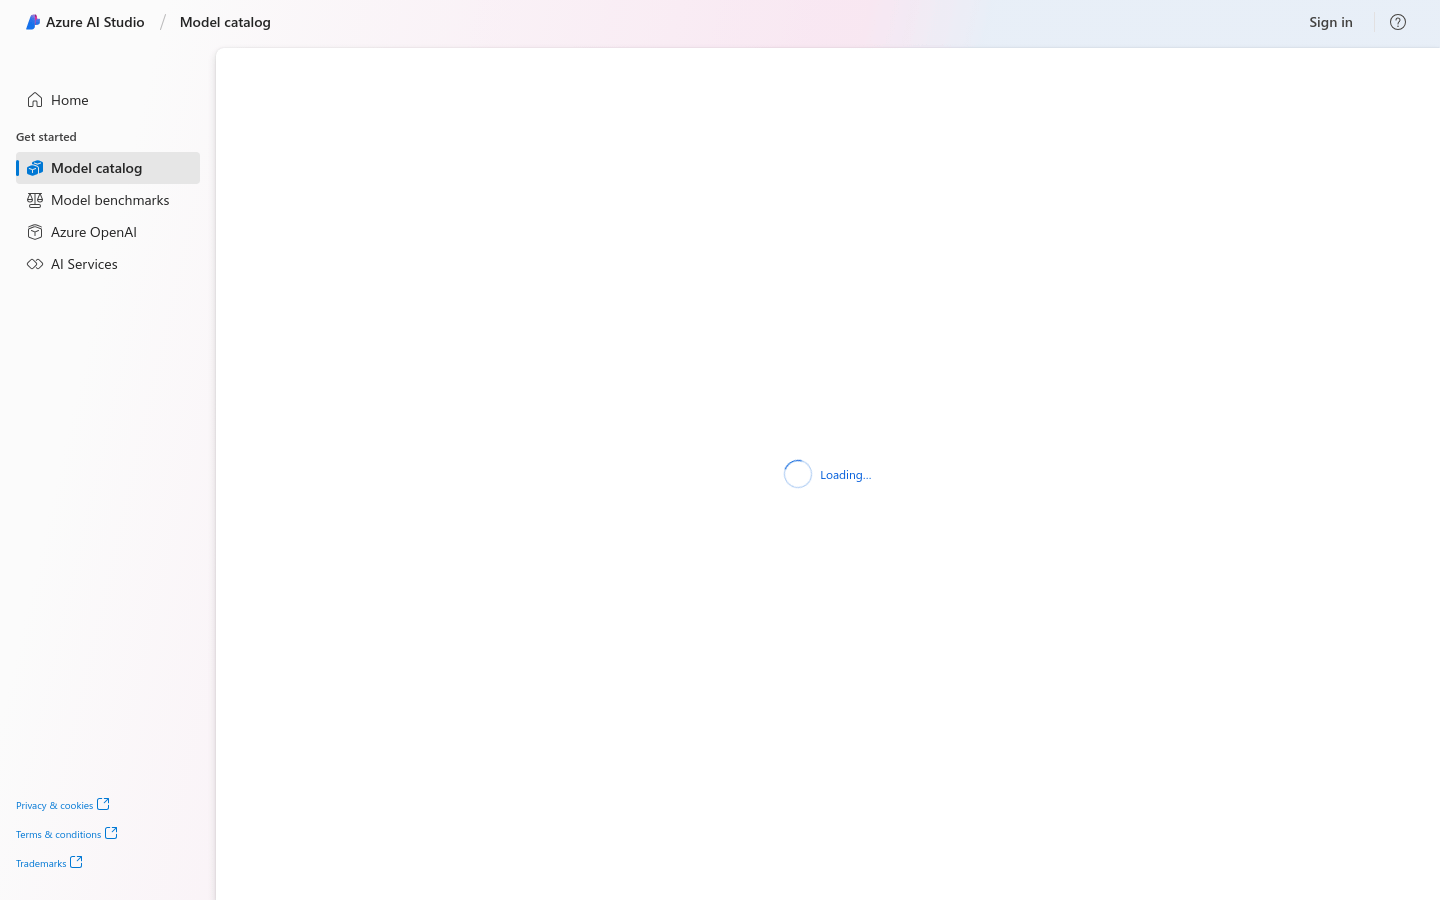 Azure AI Studio / Model catalog
Sign in
Home
Get started
Model catalog
Model benchmarks
Azure OpenAI
AI Services
Loading...
Privacy & cookies
Terms & conditions
Trademarks